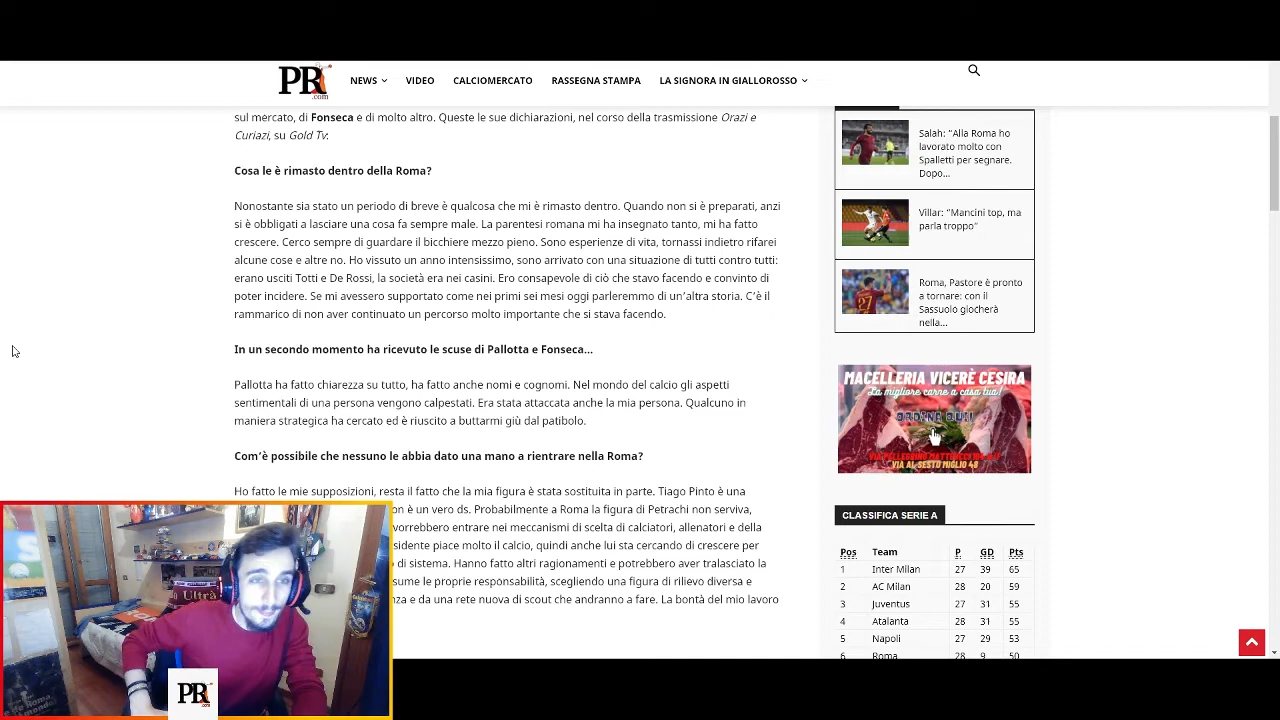 PR
.com
NEWS
VIDEO
CALCIOMERCATO
RASSEGNA STAMPA
LA SIGNORA IN GIALLOROSSO
sul mercato, di Fonseca e di molto altro. Queste le sue dichiarazioni, nel corso della trasmissione Orazi e
Curiazi, su Gold Tv:
Cosa le è rimasto dentro della Roma?
Nonostante sia stato un periodo di breve è qualcosa che mi è rimasto dentro. Quando non si è preparati, anzi
si è obbligati a lasciare una cosa fa sempre male. La parentesi romana mi ha insegnato tanto, mi ha fatto
crescere. Cerco sempre di guardare il bicchiere mezzo pieno. Sono esperienze di vita, tornassi indietro rifarei
alcune cose e altre no. Ho vissuto un anno intensissimo, sono arrivato con una situazione di tutti contro tutti:
erano usciti Totti e De Rossi, la società era nei casini. Ero consapevole di ciò che stavo facendo e convinto di
poter incidere. Se mi avessero supportato come nei primi sei mesi oggi parleremmo di un'altra storia. C'è il
rammarico di non aver continuato un percorso molto importante che si stava facendo.
In un secondo momento ha ricevuto le scuse di Pallotta e Fonseca…
Pallotta ha fatto chiarezza su tutto, ha fatto anche nomi e cognomi. Nel mondo del calcio gli aspetti
sentimentali di una persona vengono calpestati. Era stata attaccata anche la mia persona. Qualcuno in
maniera strategica ha cercato ed è riuscito a buttarmi giù dal patibolo.
Com'è possibile che nessuno le abbia dato una mano a rientrare nella Roma?
Ho fatto le mie supposizioni, resta il fatto che la mia figura è stata sostituita in parte. Tiago Pinto è una
on è un vero ds. Probabilmente a Roma la figura di Petrachi non serviva,
vorrebbero entrare nei meccanismi di scelta di calciatori, allenatori e della
sidente piace molto il calcio, quindi anche lui sta cercando di crescere per
di sistema. Hanno fatto altri ragionamenti e potrebbero aver tralasciato la
sume le proprie responsabilità, scegliendo una figura di rilievo diversa e
nza e da una rete nuova di scout che andranno a fare. La bontà del mio lavoro
Salah: "Alla Roma ho
lavorato molto con
Spalletti per segnare.
Dopo…
Villar: "Mancini top, ma
parla troppo"
Roma, Pastore è pronto
a tornare: con il
Sassuolo giocherà
nella…
MACELLERIA VICERÈ CESIRA
La migliore carne a casa tua!
ORDINA QUI!
VIA AL SESTO MIGLIO 48
CLASSIFICA SERIE A
Pos Team P GD Pts
1 Inter Milan 27 39 65
2 AC Milan 28 20 59
3 Juventus 27 31 55
4 Atalanta 28 31 55
5 Napoli 27 29 53
6 Roma 28 9 50
PR
.com